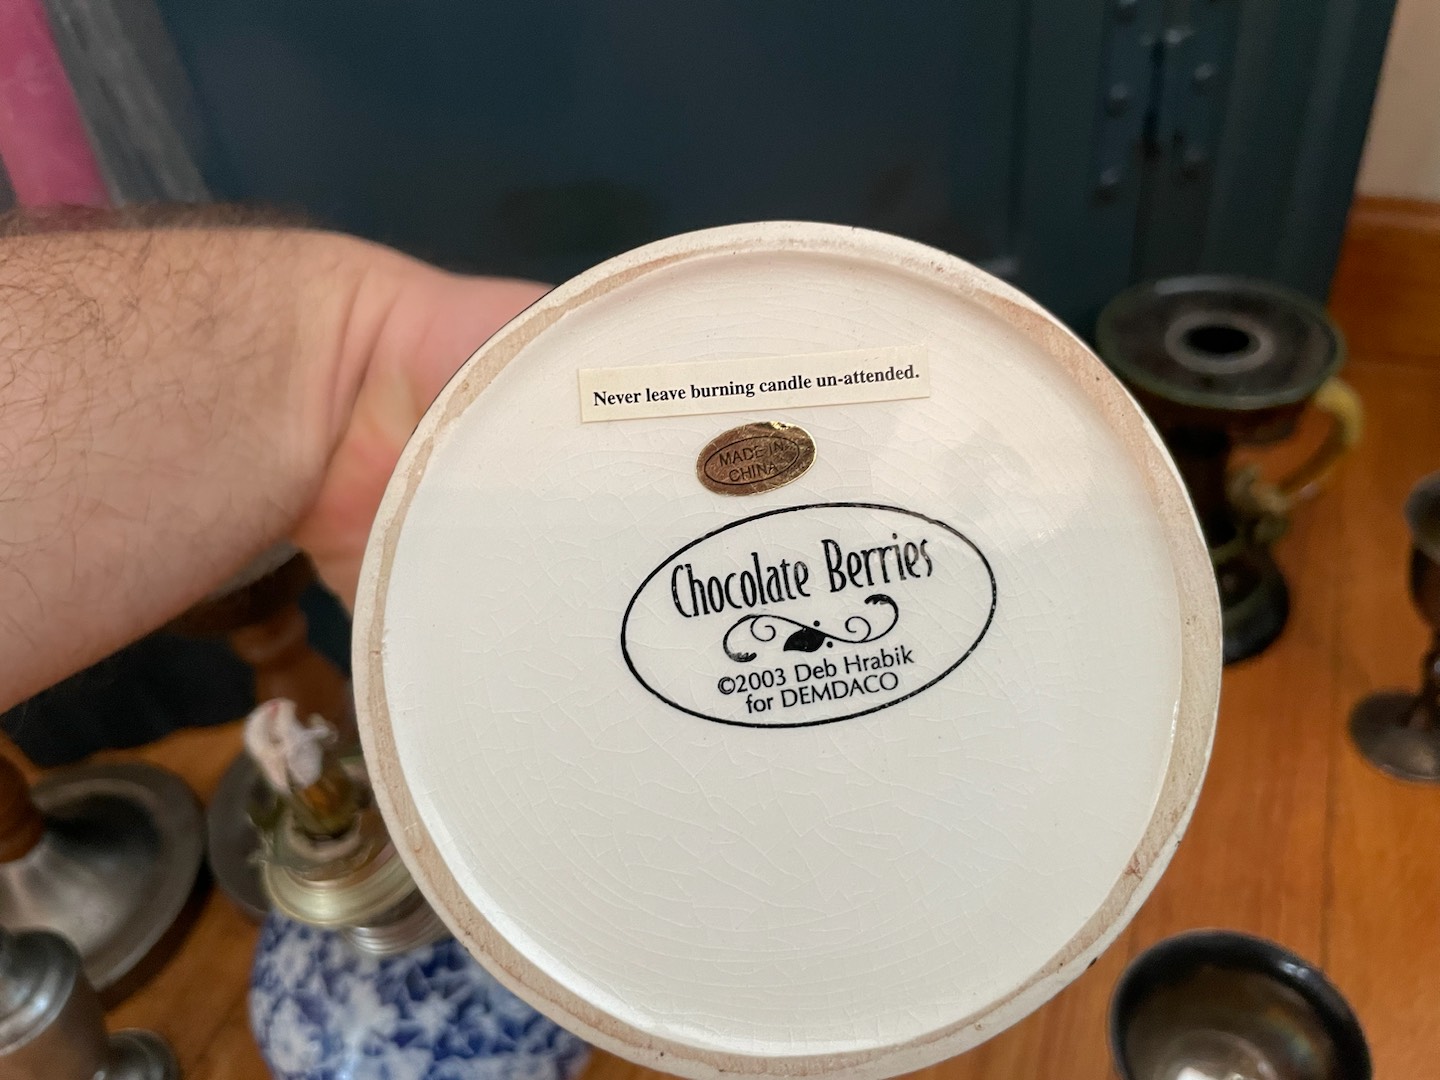 Never leave burning candle un-attended.
MADE IN
CHINA
Chocolate Berries
©2003 Deb Hrabik
for DEMDACO